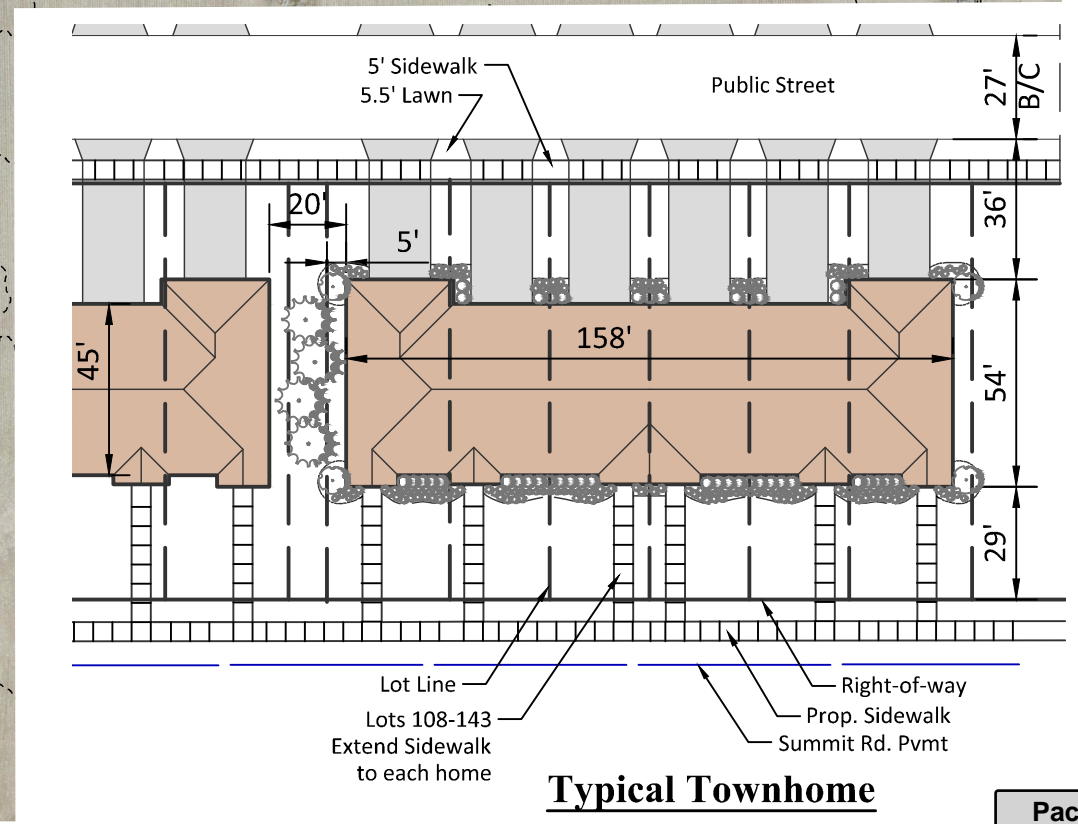 5' Sidewalk
5.5' Lawn
Public Street
27'
B/C
36'
20'
5'
45'
158'
54'
29'
Lot Line
Lots 108-143
Extend Sidewalk
to each home
Right-of-way
Prop. Sidewalk
Summit Rd. Pvmt
Typical Townhome
Pac